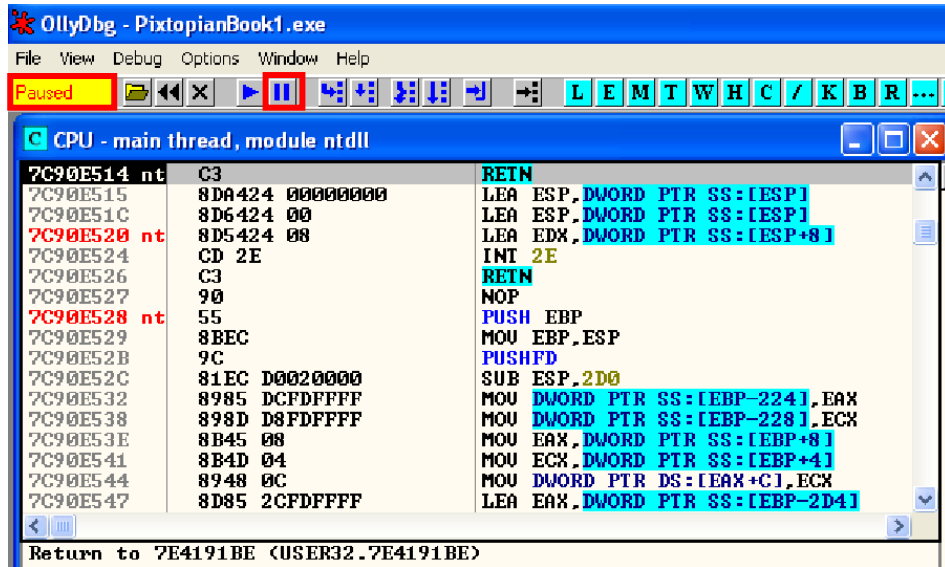 OllyDbg - PixtopianBook1.exe
File View Debug Options Window Help
Paused L E M T W H C / K B R ...
C CPU - main thread, module ntdll
7C90E514 nt C3 RETN
7C90E515 8DA424 00000000 LEA ESP,DWORD PTR SS:[ESP]
7C90E51C 8D6424 00 LEA ESP,DWORD PTR SS:[ESP]
7C90E520 nt 8D5424 08 LEA EDX,DWORD PTR SS:[ESP+8]
7C90E524 CD 2E INT 2E
7C90E526 C3 RETN
7C90E527 90 NOP
7C90E528 nt 55 PUSH EBP
7C90E529 8BEC MOV EBP,ESP
7C90E52B 9C PUSHFD
7C90E52C 81EC D0020000 SUB ESP,2D0
7C90E532 8985 DCFDFFFF MOV DWORD PTR SS:[EBP-224],EAX
7C90E538 898D D8FDFFFF MOV DWORD PTR SS:[EBP-228],ECX
7C90E53E 8B45 08 MOV EAX,DWORD PTR SS:[EBP+8]
7C90E541 8B4D 04 MOV ECX,DWORD PTR SS:[EBP+4]
7C90E544 8948 0C MOV DWORD PTR DS:[EAX+C],ECX
7C90E547 8D85 2CFDFFFF LEA EAX,DWORD PTR SS:[EBP-2D4]
Return to 7E4191BE (USER32.7E4191BE)